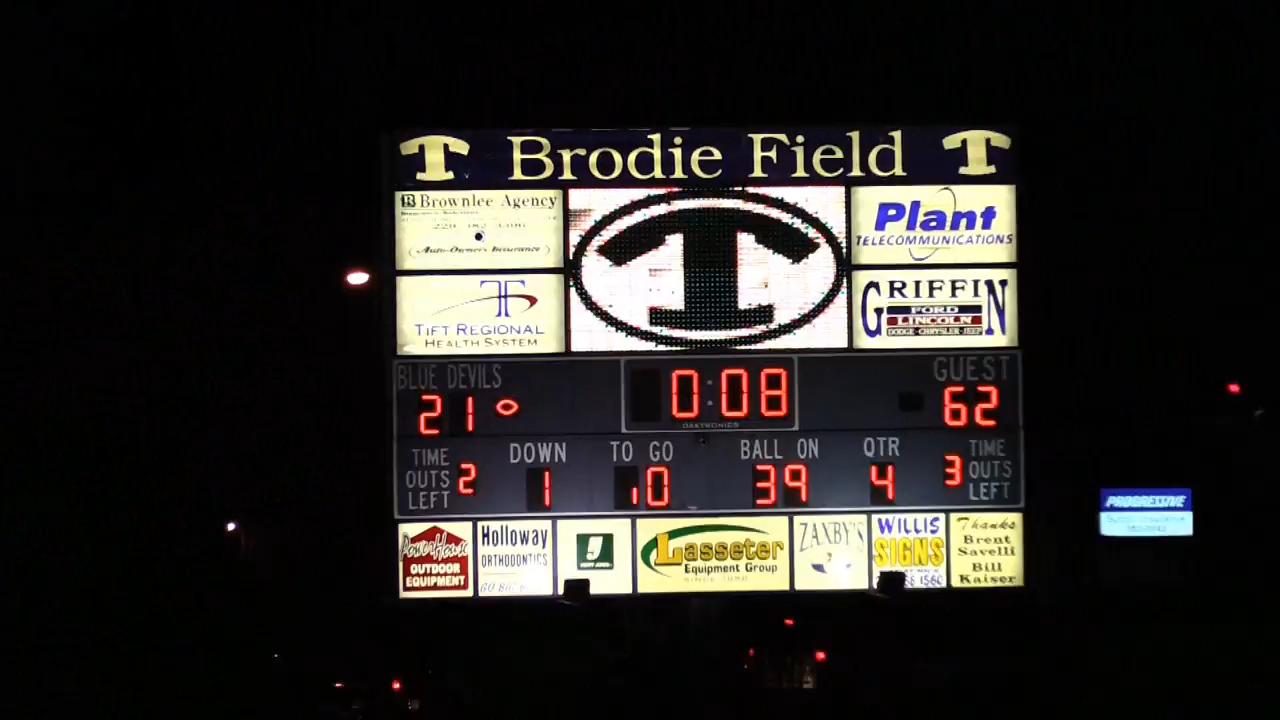 T Brodie Field T
B Brownlee Agency
Auto-Owners Insurance
Plant
TELECOMMUNICATIONS
T
TIFT REGIONAL
HEALTH SYSTEM
GRIFFIN
FORD
LINCOLN
DODGE-CHRYSLER-JEEP
BLUE DEVILS
21
0:08
DAKTRONICS
GUEST
62
TIME OUTS LEFT 2
DOWN 1
TO GO 10
BALL ON 39
QTR 4
3 TIME OUTS LEFT
PROGRESSIVE
PowerHouse
OUTDOOR
EQUIPMENT
Holloway
ORTHODONTICS
Lasseter
Equipment Group
SINCE 1980
ZAXBY'S
WILLIS
SIGNS
Thanks
Brent
Savelli
Bill
Kaiser